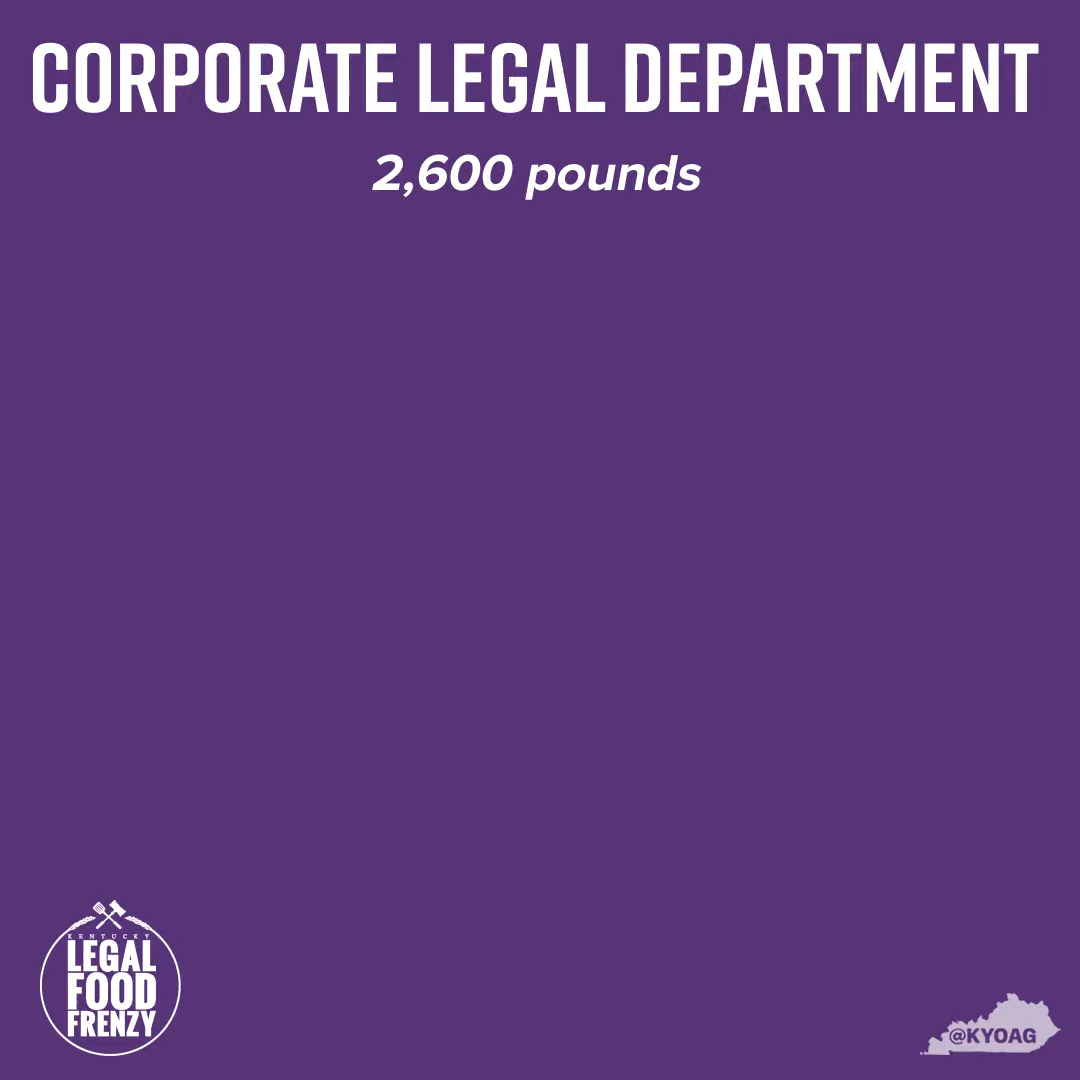 CORPORATE LEGAL DEPARTMENT
2,600 pounds
KENTUCKY
LEGAL
FOOD
FRENZY
@KYOAG